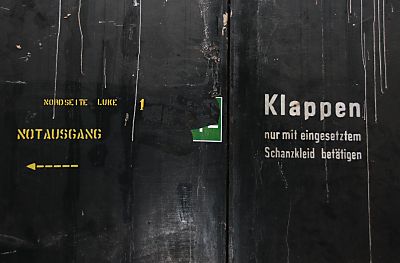 NORDSEITE LUKE 1
NOTAUSGANG
Klappen
nur mit eingesetztem
Schanzkleid betätigen